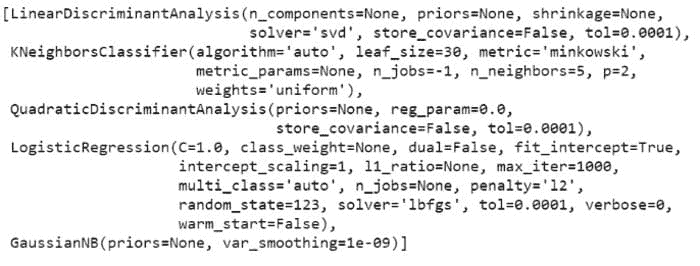 [LinearDiscriminantAnalysis(n_components=None, priors=None, shrinkage=None,
solver='svd', store_covariance=False, tol=0.0001),
KNeighborsClassifier(algorithm='auto', leaf_size=30, metric='minkowski',
metric_params=None, n_jobs=-1, n_neighbors=5, p=2,
weights='uniform'),
QuadraticDiscriminantAnalysis(priors=None, reg_param=0.0,
store_covariance=False, tol=0.0001),
LogisticRegression(C=1.0, class_weight=None, dual=False, fit_intercept=True,
intercept_scaling=1, l1_ratio=None, max_iter=1000,
multi_class='auto', n_jobs=None, penalty='l2',
random_state=123, solver='lbfgs', tol=0.0001, verbose=0,
warm_start=False),
GaussianNB(priors=None, var_smoothing=1e-09)]